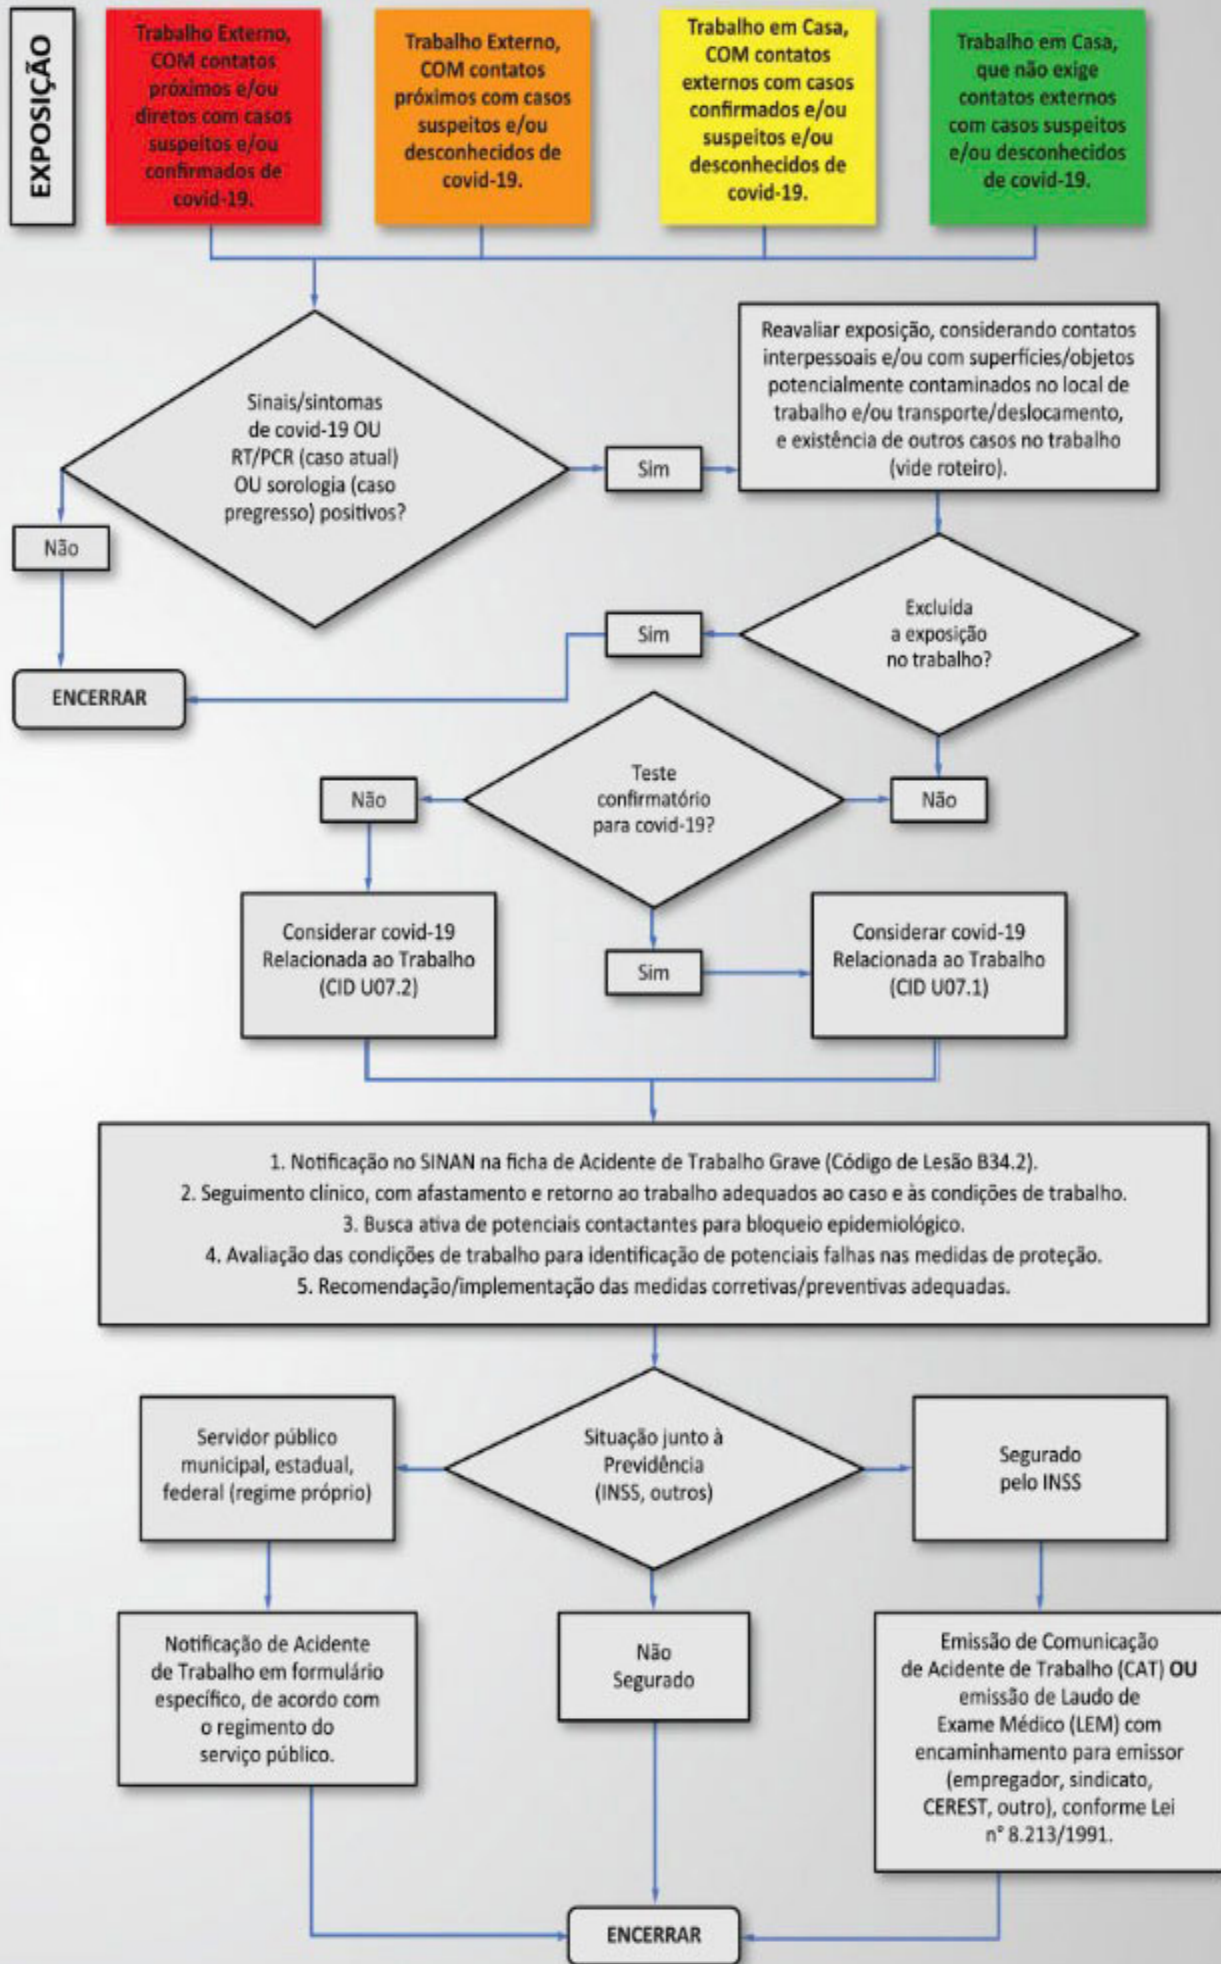 EXPOSIÇÃO
Trabalho Externo,
COM contatos
próximos e/ou
diretos com casos
suspeitos e/ou
confirmados de
covid-19.
Trabalho Externo,
COM contatos
próximos com casos
suspeitos e/ou
desconhecidos de
covid-19.
Trabalho em Casa,
COM contatos
externos com casos
confirmados e/ou
suspeitos e/ou
desconhecidos de
covid-19.
Trabalho em Casa,
que não exige
contatos externos
com casos suspeitos
e/ou desconhecidos
de covid-19.
Sinais/sintomas
de covid-19 OU
RT/PCR (caso atual)
OU sorologia (caso
pregresso) positivos?
Sim
Reavaliar exposição, considerando contatos
interpessoais e/ou com superfícies/objetos
potencialmente contaminados no local de
trabalho e/ou transporte/deslocamento,
e existência de outros casos no trabalho
(vide roteiro).
Não
Excluída
a exposição
no trabalho?
Sim
ENCERRAR
Teste
confirmatório
para covid-19?
Não
Não
Considerar covid-19
Relacionada ao Trabalho
(CID U07.2)
Sim
Considerar covid-19
Relacionada ao Trabalho
(CID U07.1)
1. Notificação no SINAN na ficha de Acidente de Trabalho Grave (Código de Lesão B34.2).
2. Seguimento clínico, com afastamento e retorno ao trabalho adequados ao caso e às condições de trabalho.
3. Busca ativa de potenciais contactantes para bloqueio epidemiológico.
4. Avaliação das condições de trabalho para identificação de potenciais falhas nas medidas de proteção.
5. Recomendação/implementação das medidas corretivas/preventivas adequadas.
Servidor público
municipal, estadual,
federal (regime próprio)
Situação junto à
Previdência
(INSS, outros)
Segurado
pelo INSS
Notificação de Acidente
de Trabalho em formulário
específico, de acordo com
o regimento do
serviço público.
Não
Segurado
Emissão de Comunicação
de Acidente de Trabalho (CAT) OU
emissão de Laudo de
Exame Médico (LEM) com
encaminhamento para emissor
(empregador, sindicato,
CEREST, outro), conforme Lei
n° 8.213/1991.
ENCERRAR